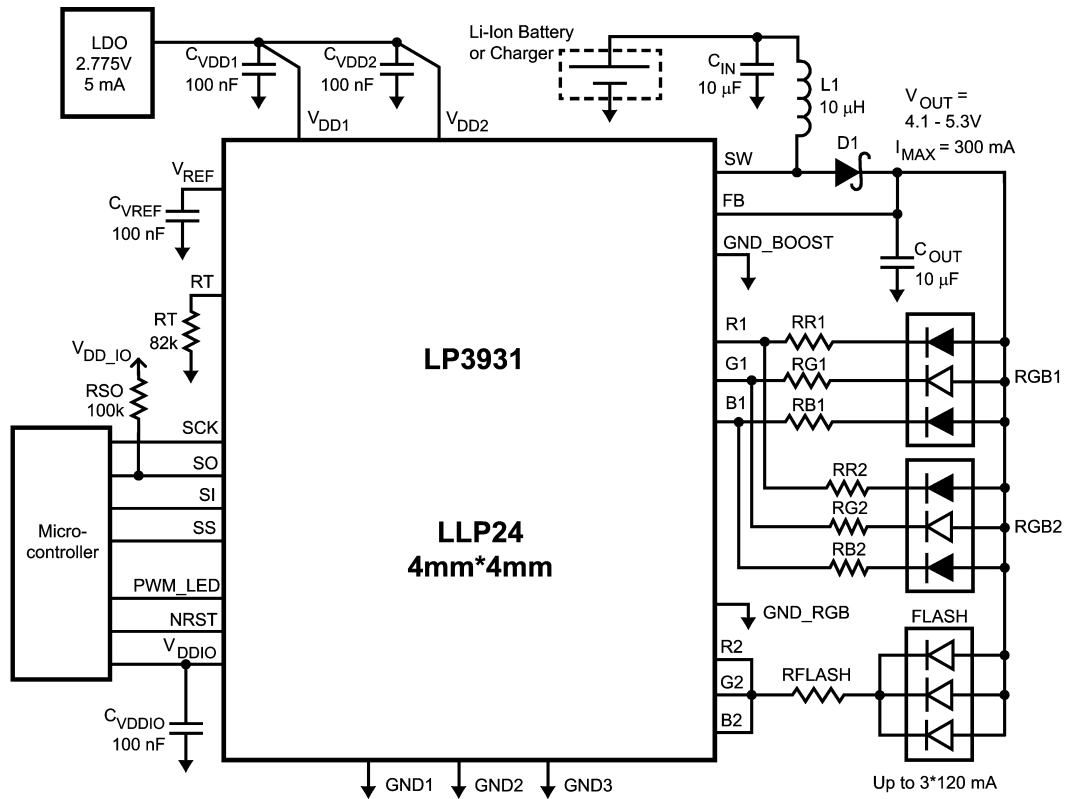 LDO
2.775V
5 mA
CVDD1
100 nF
CVDD2
100 nF
VDD1
VDD2
Li-Ion Battery
or Charger
CIN
10 μF
L1
10 μH
VOUT =
4.1 - 5.3V
IMAX = 300 mA
D1
SW
FB
GND_BOOST
COUT
10 μF
VREF
CVREF
100 nF
RT
RT
82k
VDD_IO
RSO
100k
SCK
SO
SI
SS
PWM_LED
NRST
VDDIO
Micro-
controller
CVDDIO
100 nF
LP3931
LLP24
4mm*4mm
R1
RR1
G1
RG1
RGB1
B1
RB1
RR2
RG2
RGB2
RB2
GND_RGB
FLASH
R2
G2
B2
RFLASH
Up to 3*120 mA
GND1
GND2
GND3